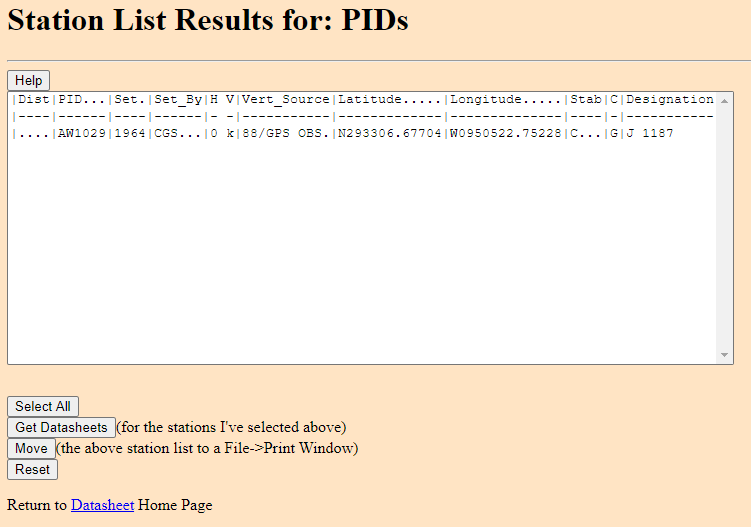 Station List Results for: PIDs
Help
|Dist|PID...|Set.|Set_By|H V|Vert_Source|Latitude.....|Longitude.....|Stab|C|Designation
|----|------|----|------|- -|-----------|-------------|--------------|----|-|-----------
|....|AW1029|1964|CGS...|0 k|88/GPS OBS.|N293306.67704|W0950522.75228|C...|G|J 1187
Select All
Get Datasheets(for the stations I've selected above)
Move(the above station list to a File->Print Window)
Reset
Return to Datasheet Home Page